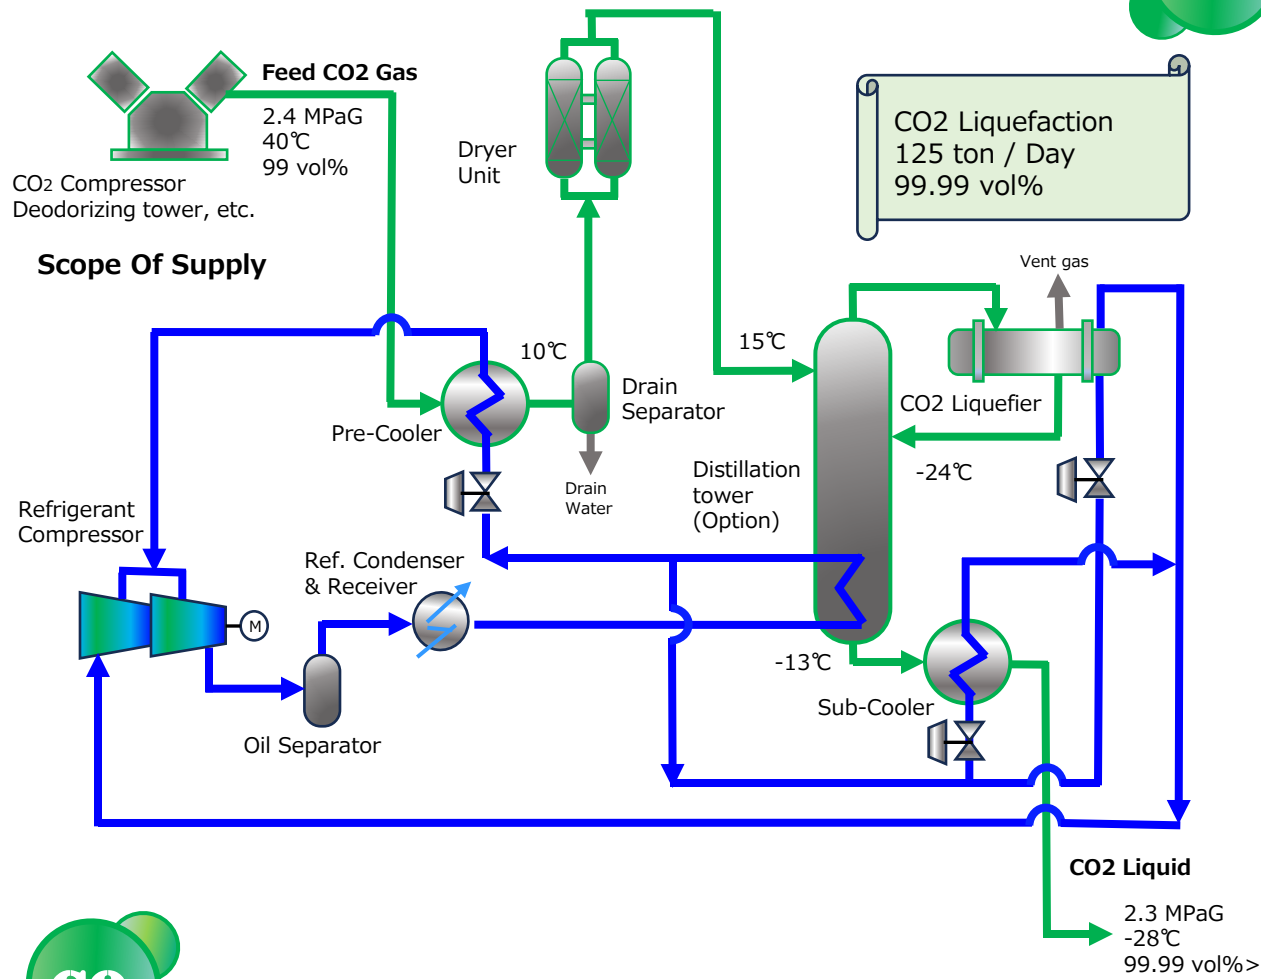 Feed CO2 Gas
2.4 MPaG
40℃
99 vol%
CO2 Compressor
Deodorizing tower, etc.
Scope Of Supply
Dryer
Unit
CO2 Liquefaction
125 ton / Day
99.99 vol%
Vent gas
10℃
15℃
Drain
Separator
Pre-Cooler
CO2 Liquefier
Drain
Water
Distillation
tower
(Option)
-24℃
Refrigerant
Compressor
Ref. Condenser
& Receiver
M
-13℃
Sub-Cooler
Oil Separator
CO2 Liquid
2.3 MPaG
-28℃
99.99 vol%>